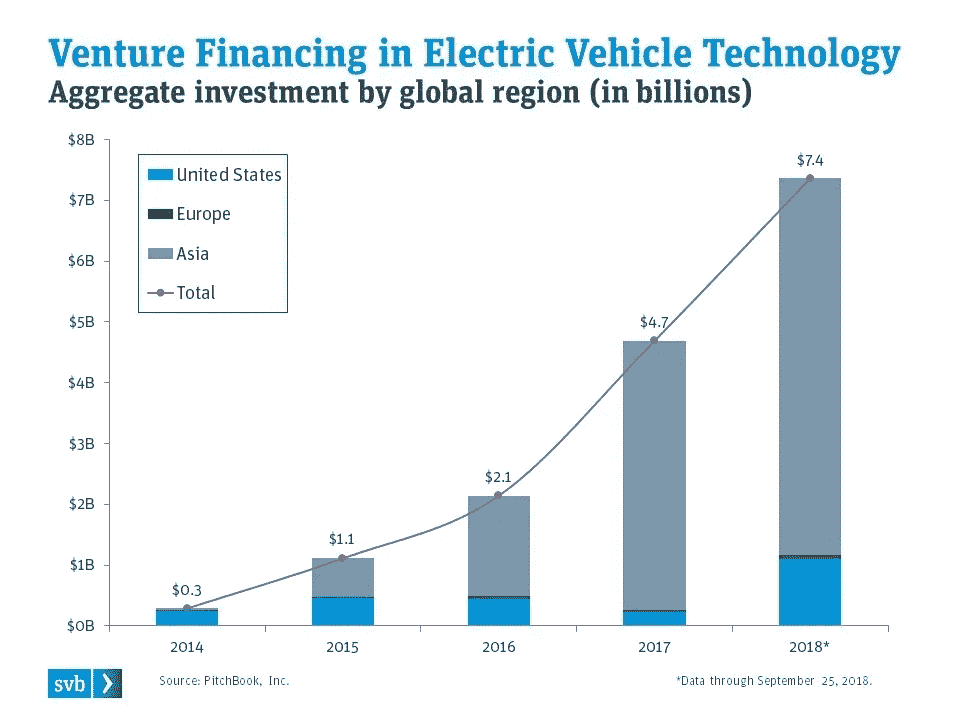 Venture Financing in Electric Vehicle Technology
Aggregate investment by global region (in billions)
$8B
$7B
$6B
$5B
$4B
$3B
$2B
$1B
$0B
United States
Europe
Asia
Total
$0.3
$1.1
$2.1
$4.7
$7.4
2014
2015
2016
2017
2018*
svb
Source: PitchBook, Inc.
*Data through September 25, 2018.